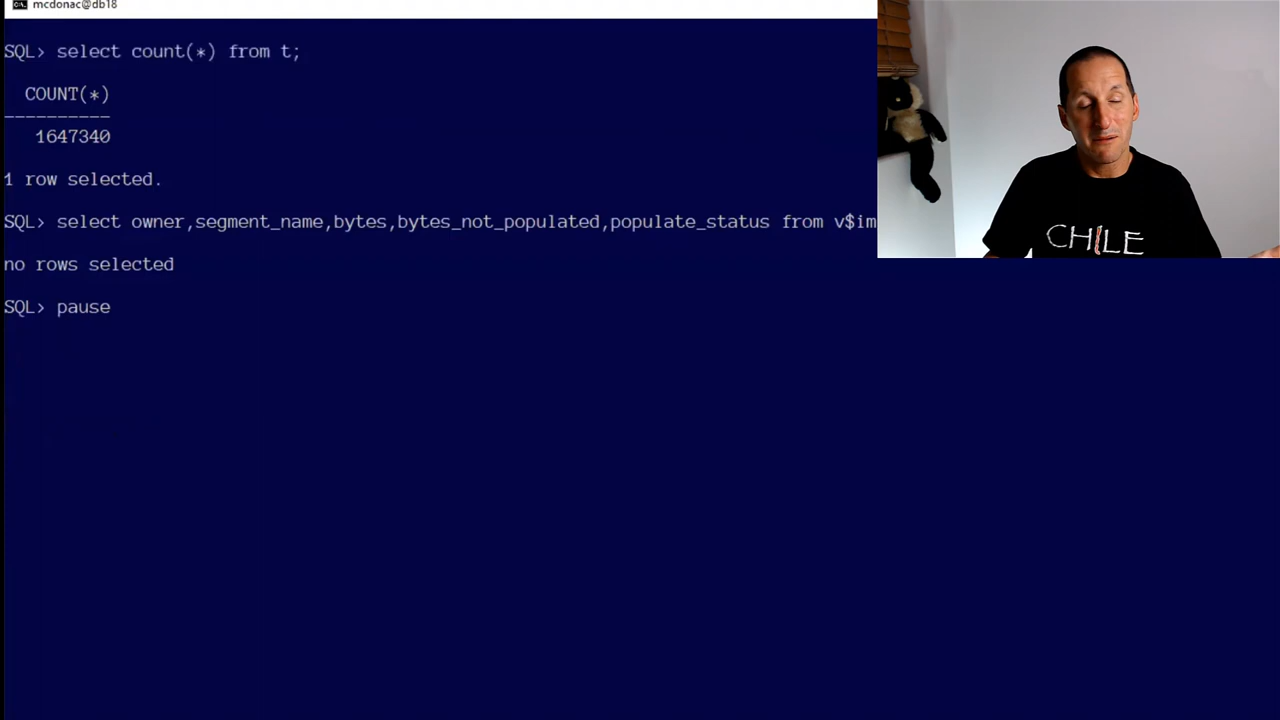 mcdonac@db18
SQL> select count(*) from t;
COUNT(*)
----------
1647340
1 row selected.
SQL> select owner,segment_name,bytes,bytes_not_populated,populate_status from v$im
no rows selected
SQL> pause
CHILE